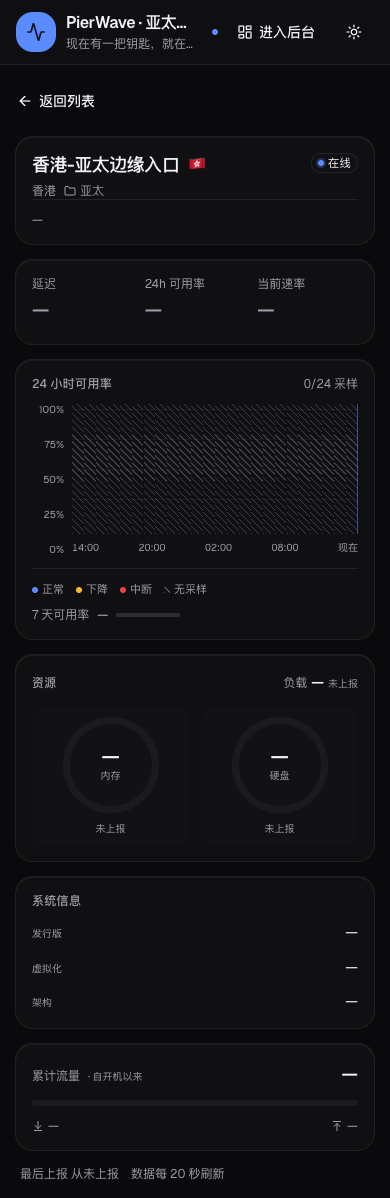 PierWave · 亚太...
现在有一把钥匙，就在...
进入后台
返回列表
香港-亚太边缘入口
在线
香港 亚太
—
延迟 24h 可用率 当前速率
— — —
24 小时可用率 0/24 采样
100%
75%
50%
25%
0%
14:00 20:00 02:00 08:00 现在
正常 下降 中断 无采样
7 天可用率 —
资源 负载 — 未上报
— —
内存 硬盘
未上报 未上报
系统信息
发行版 —
虚拟化 —
架构 —
累计流量 · 自开机以来 —
— —
最后上报 从未上报 数据每 20 秒刷新